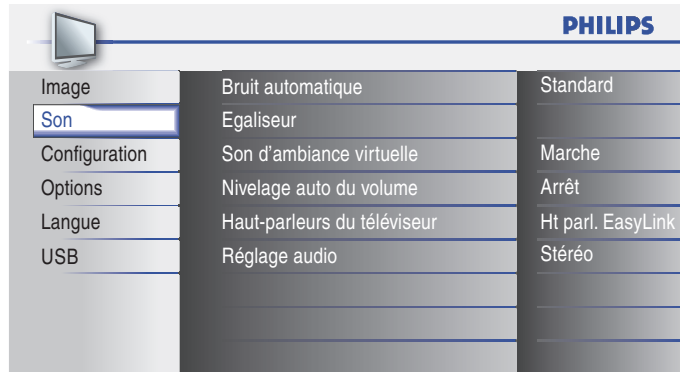 PHILIPS
Image Bruit automatique Standard
Son Egaliseur
Configuration Son d'ambiance virtuelle Marche
Options Nivelage auto du volume Arrêt
Langue Haut-parleurs du téléviseur Ht parl. EasyLink
USB Réglage audio Stéréo